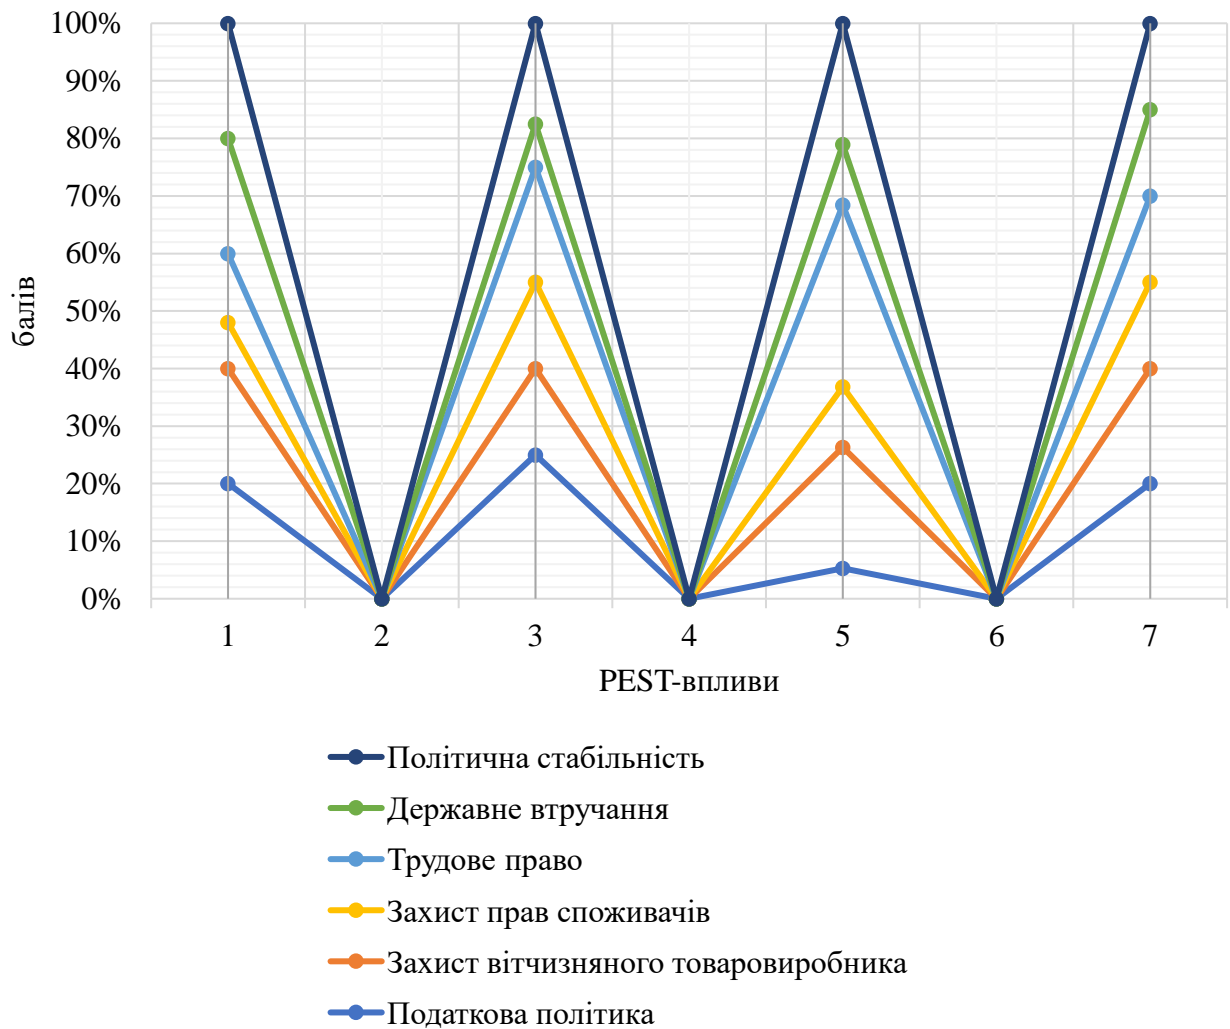 100%
90%
80%
70%
60%
50%
40%
30%
20%
10%
0%
балів
1 2 3 4 5 6 7
PEST-впливи
Політична стабільність
Державне втручання
Трудове право
Захист прав споживачів
Захист вітчизняного товаровиробника
Податкова політика